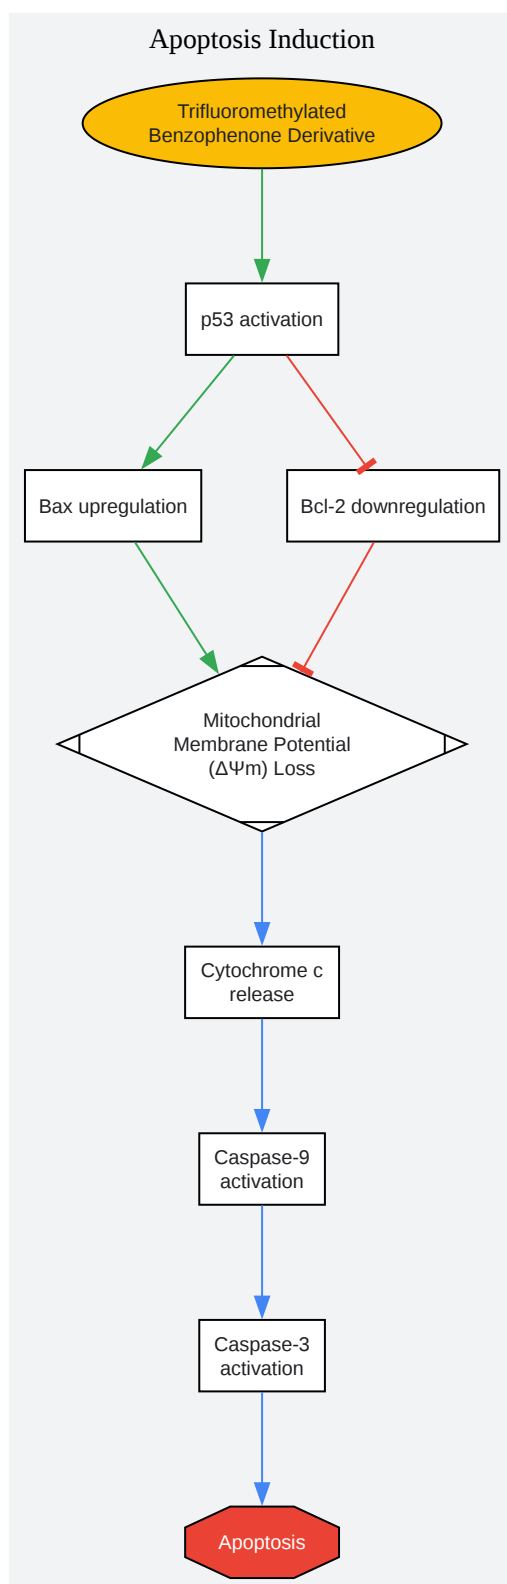 Apoptosis Induction
Trifluoromethylated
Benzophenone Derivative
p53 activation
Bax upregulation
Bcl-2 downregulation
Mitochondrial
Membrane Potential
(ΔΨm) Loss
Cytochrome c
release
Caspase-9
activation
Caspase-3
activation
Apoptosis